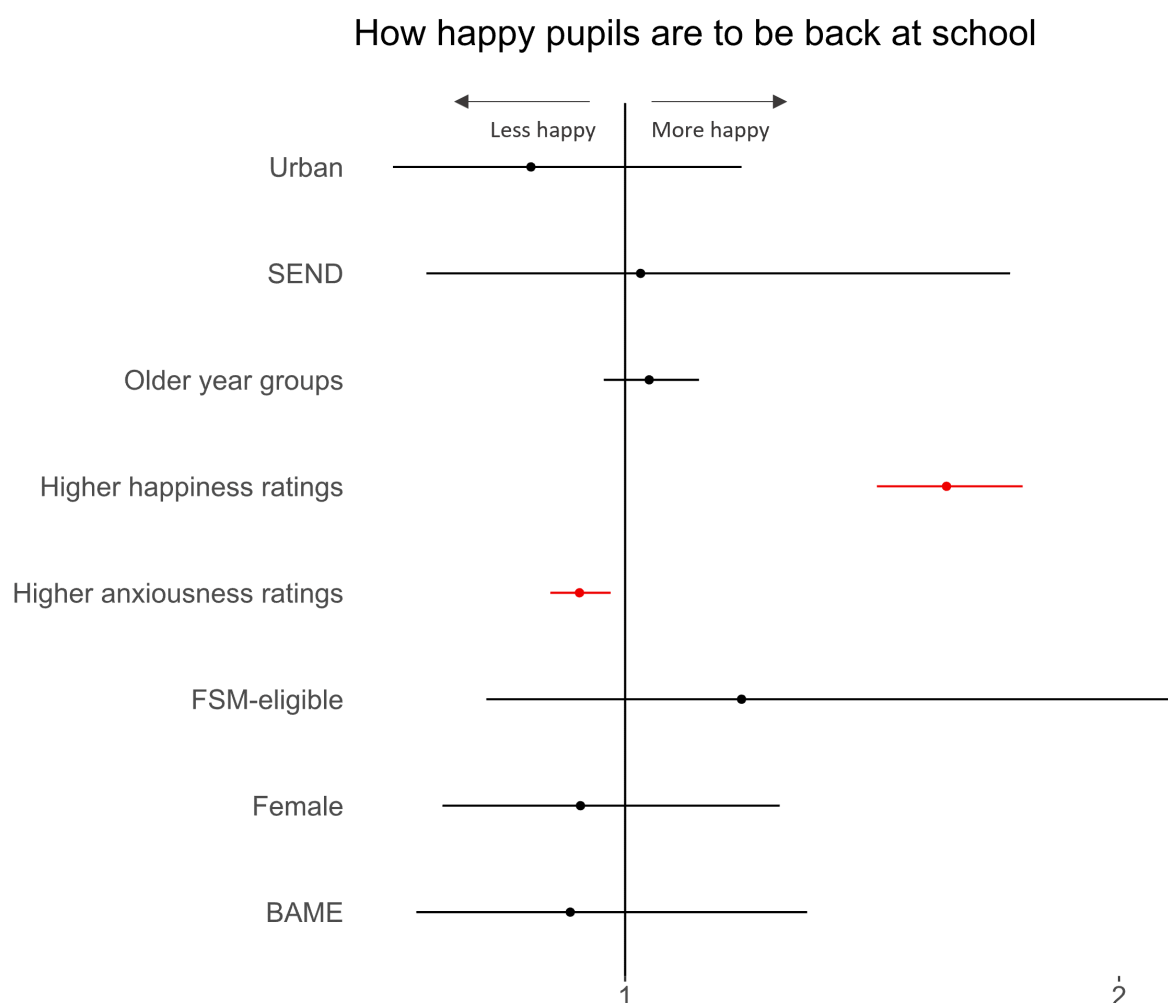 How happy pupils are to be back at school
Less happy
More happy
Urban
SEND
Older year groups
Higher happiness ratings
Higher anxiousness ratings
FSM-eligible
Female
BAME
1
2